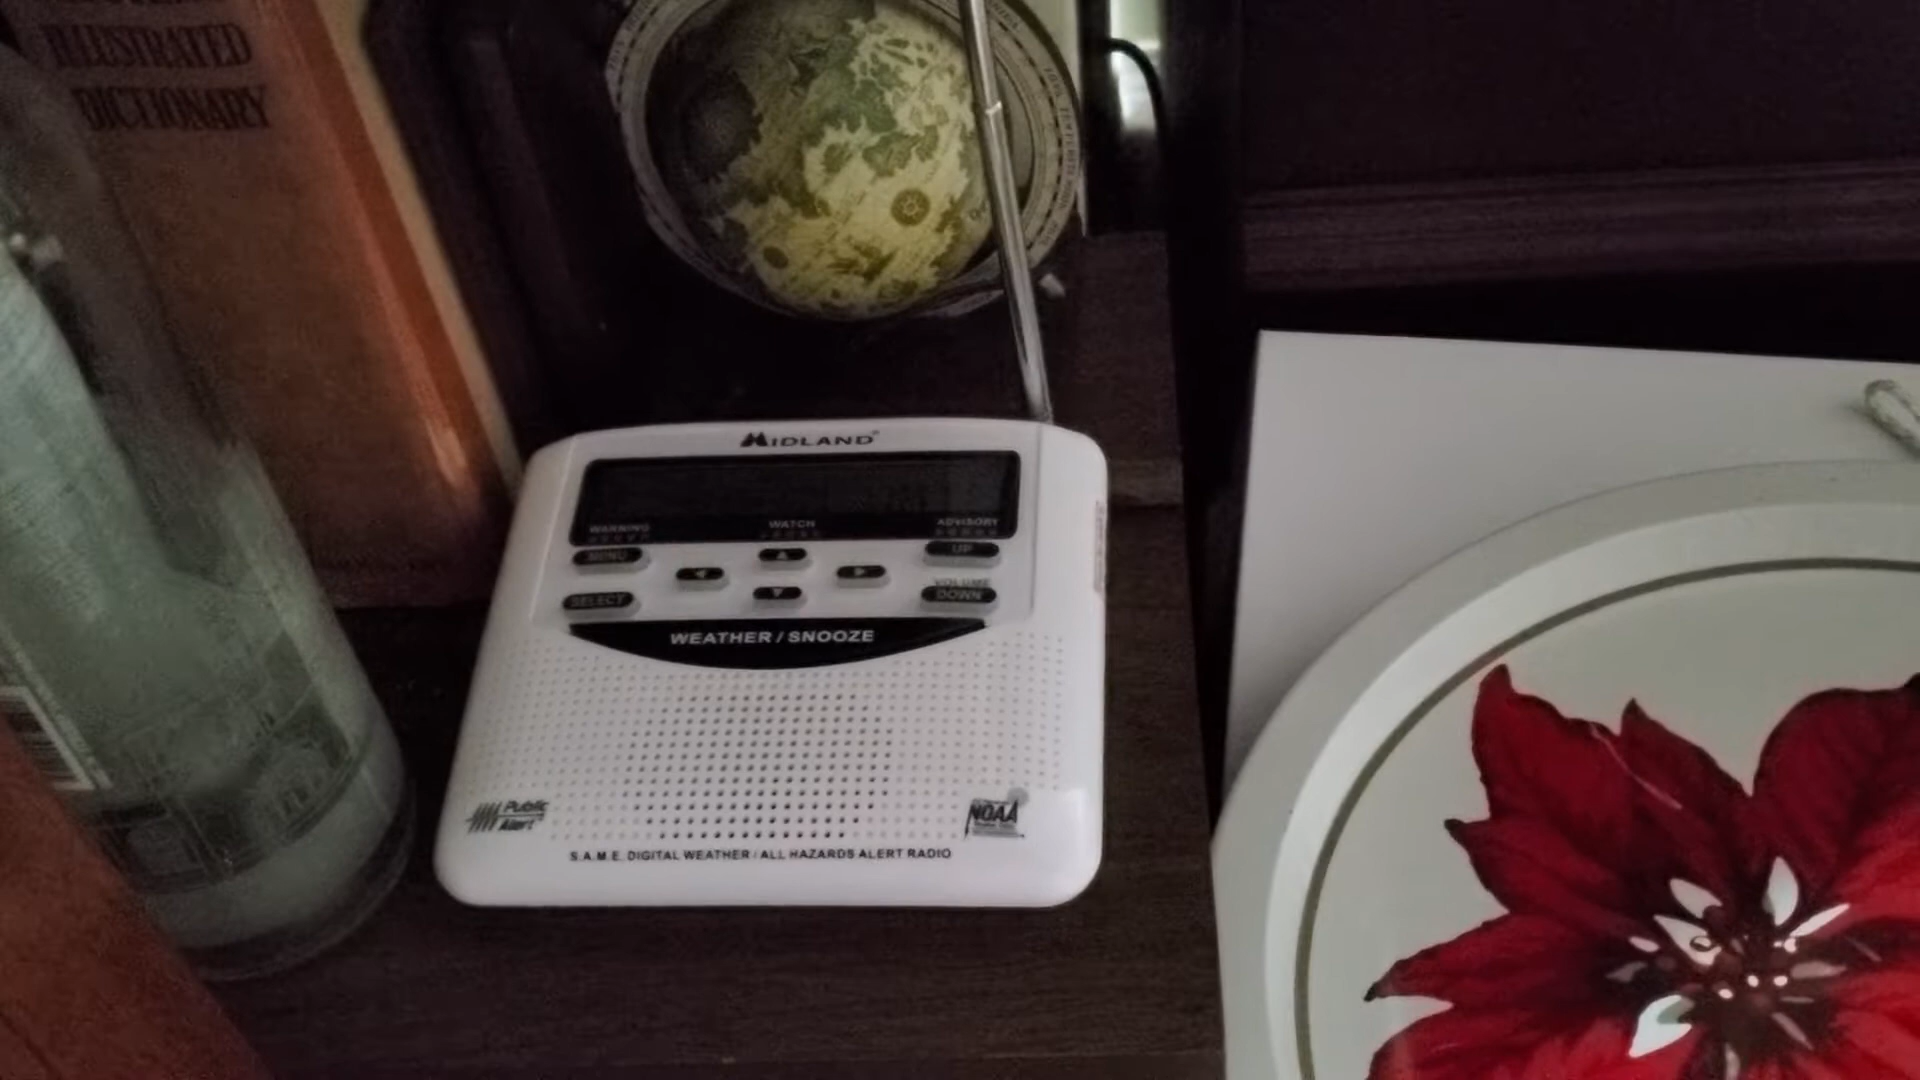 ILLUSTRATED
DICTIONARY
MIDLAND
WARNING WATCH ADVISORY
MENU UP
SELECT VOLUME
DOWN
WEATHER / SNOOZE
Public
Alert
NOAA
S.A.M.E. DIGITAL WEATHER / ALL HAZARDS ALERT RADIO